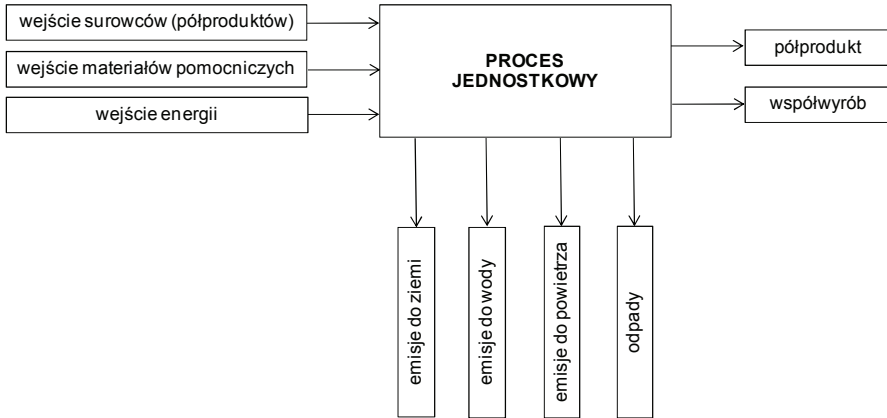 wejście surowców (półproduktów)
wejście materiałów pomocniczych
wejście energii
PROCES
JEDNOSTKOWY
półprodukt
współwyrób
emisje do ziemi
emisje do wody
emisje do powietrza
odpady